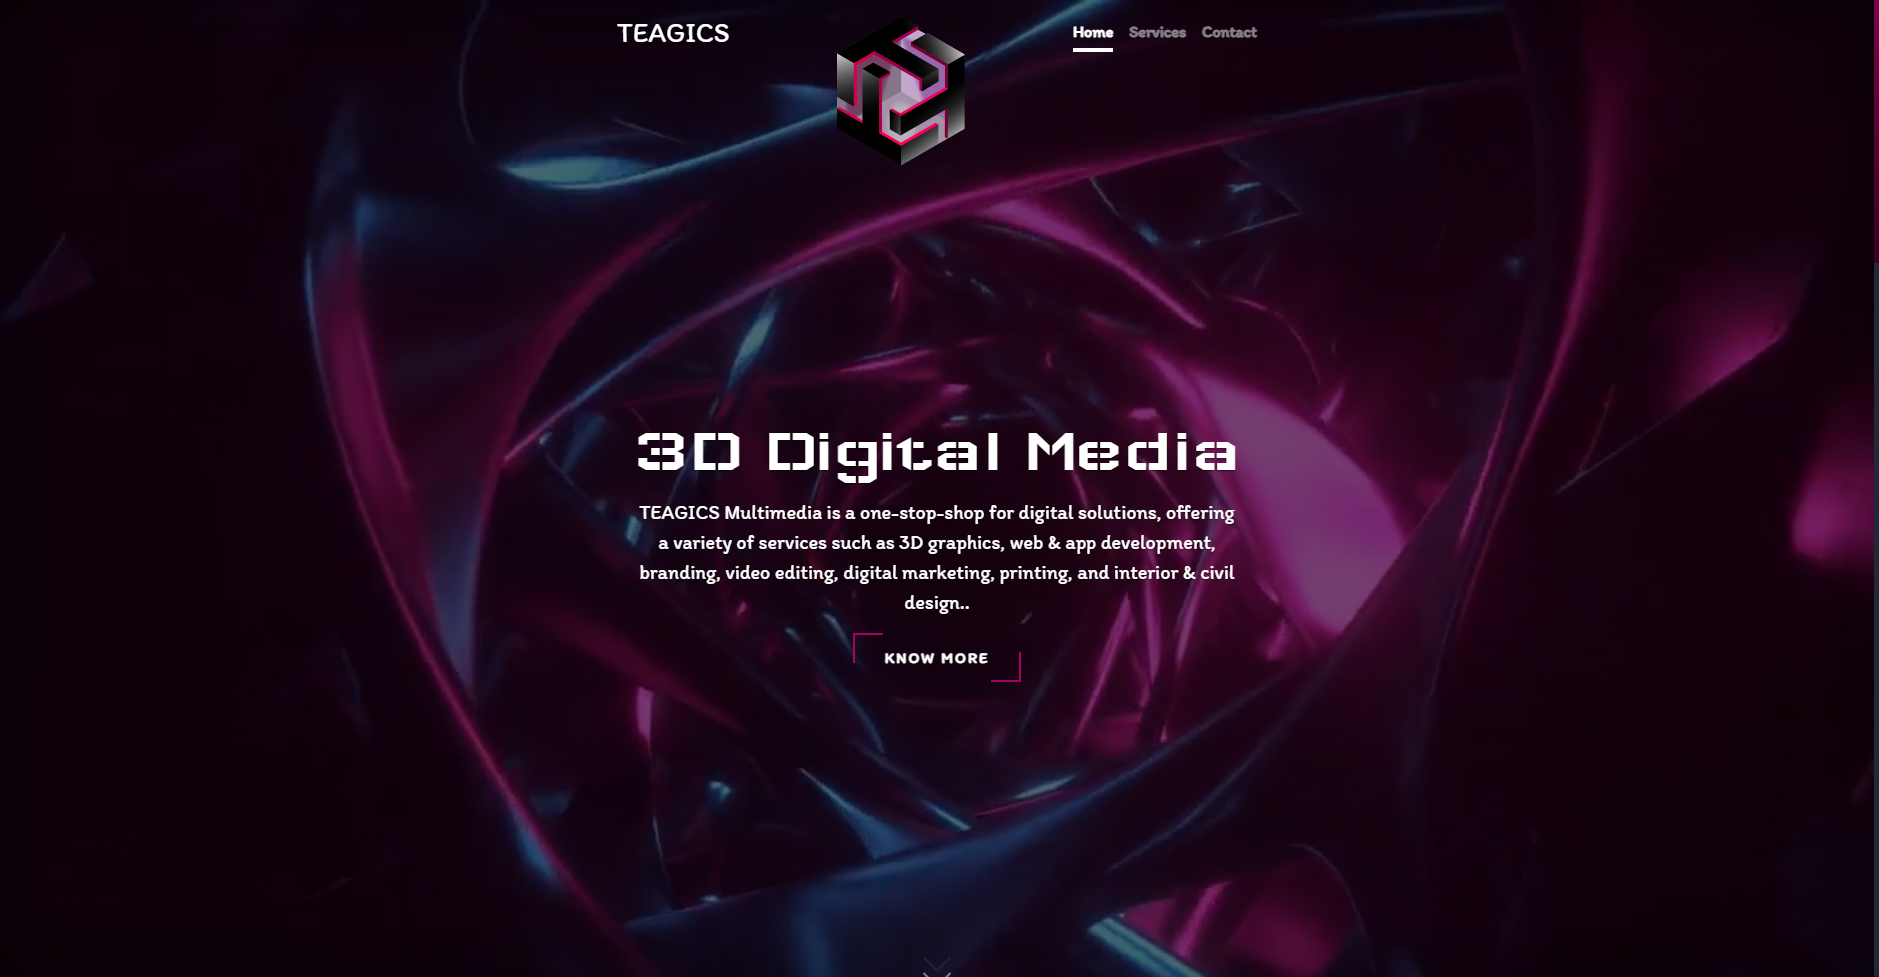 TEAGICS
Home Services Contact
3D Digital Media
TEAGICS Multimedia is a one-stop-shop for digital solutions, offering
a variety of services such as 3D graphics, web & app development,
branding, video editing, digital marketing, printing, and interior & civil
design..
KNOW MORE